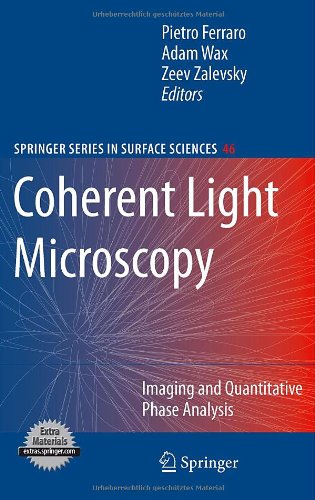 Urheberrechtlich geschütztes Material
Pietro Ferraro
Adam Wax
Zeev Zalevsky
Editors
SPRINGER SERIES IN SURFACE SCIENCES 46
Coherent Light
Microscopy
Imaging and Quantitative
Phase Analysis
Extra
Materials
extras.springer.com
Springer
Urheberrechtlich geschütztes Material